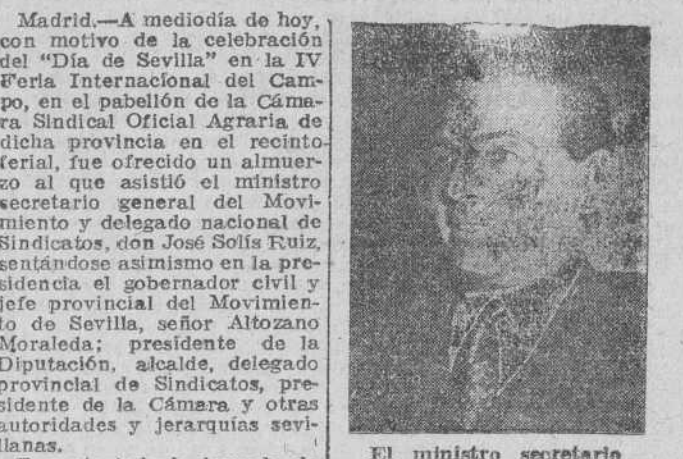 Madrid.—A mediodía de hoy,
con motivo de la celebración
del "Día de Sevilla" en la IV
Feria Internacional del Cam-
po, en el pabellón de la Cáma-
ra Sindical Oficial Agraria de
dicha provincia en el recinto
ferial, fue ofrecido un almuer-
zo al que asistió el ministro
secretario general del Movi-
miento y delegado nacional de
Sindicatos, don José Solís Ruiz,
sentándose asimismo en la pre-
sidencia el gobernador civil y
jefe provincial del Movimien-
to de Sevilla, señor Altozano
Moraleda; presidente de la
Diputación, alcalde, delegado
provincial de Sindicatos, pre-
sidente de la Cámara y otras
autoridades y jerarquías sevi-
llanas.
El ministro secretario